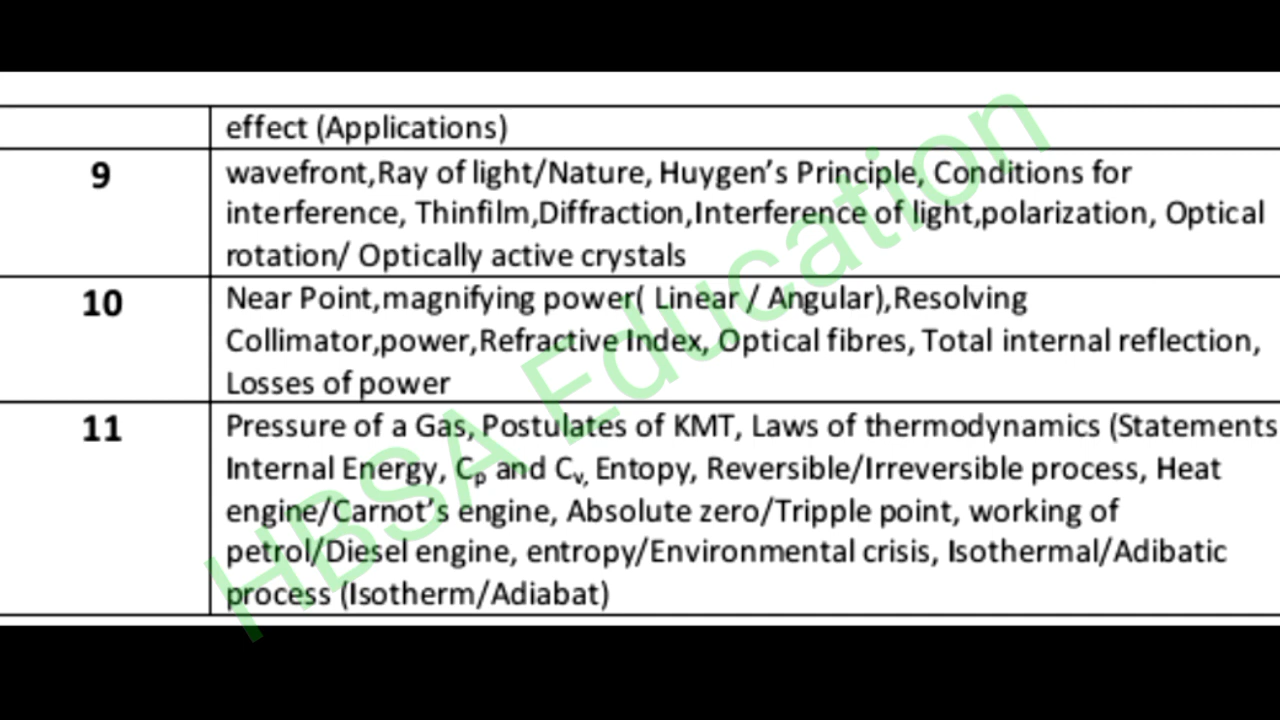 effect (Applications)
9
wavefront,Ray of light/Nature, Huygen’s Principle, Conditions for
interference, Thinfilm,Diffraction,Interference of light,polarization, Optical
rotation/ Optically active crystals
10
Near Point,magnifying power( Linear / Angular),Resolving
Collimator,power,Refractive Index, Optical fibres, Total internal reflection,
Losses of power
11
Pressure of a Gas, Postulates of KMT, Laws of thermodynamics (Statements
Internal Energy, Cp and Cv, Entopy, Reversible/Irreversible process, Heat
engine/Carnot’s engine, Absolute zero/Tripple point, working of
petrol/Diesel engine, entropy/Environmental crisis, Isothermal/Adibatic
process (Isotherm/Adiabat)
HBSA Education